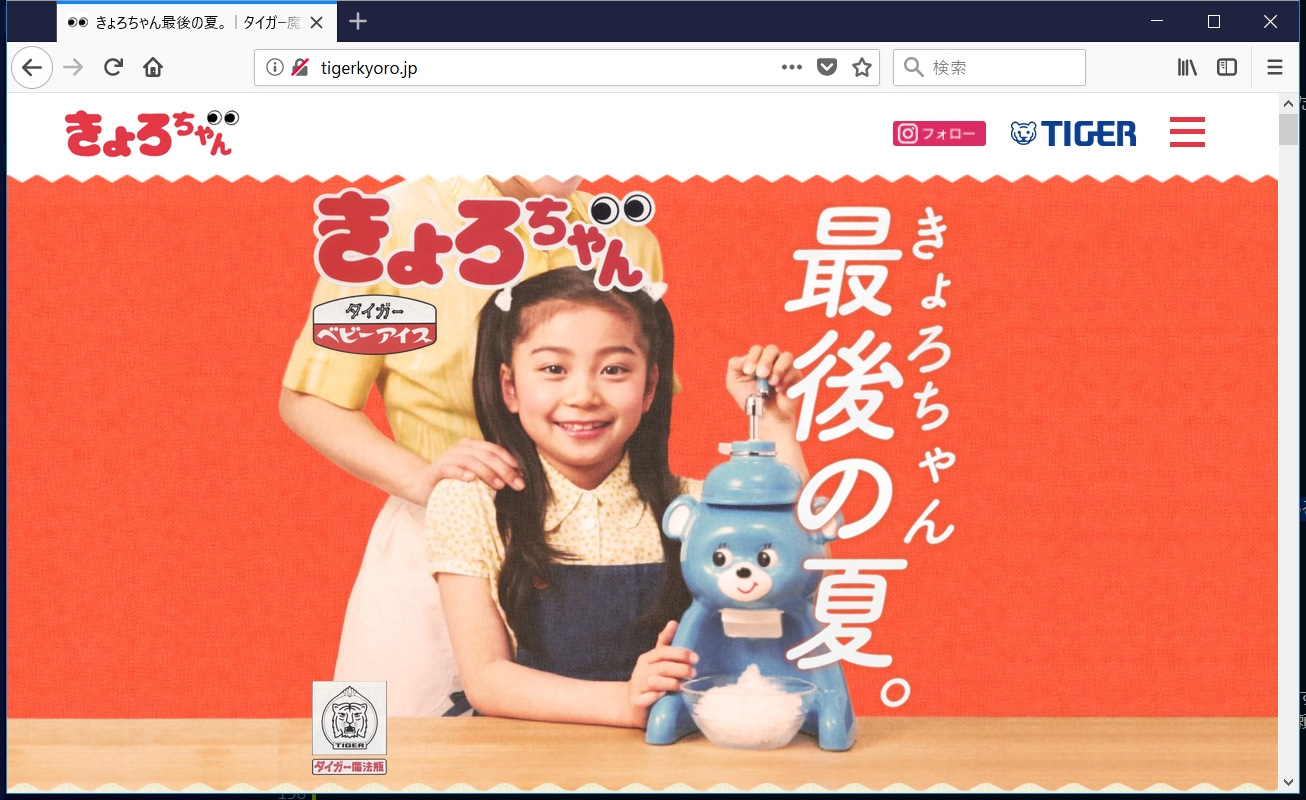 きょろちゃん最後の夏。｜タイガー魔
tigerkyoro.jp
検索
きょろちゃん
フォロー
TIGER
きょろちゃん
タイガー
ベビーアイス
きょろちゃん
最後の夏。
TIGER
タイガー魔法瓶